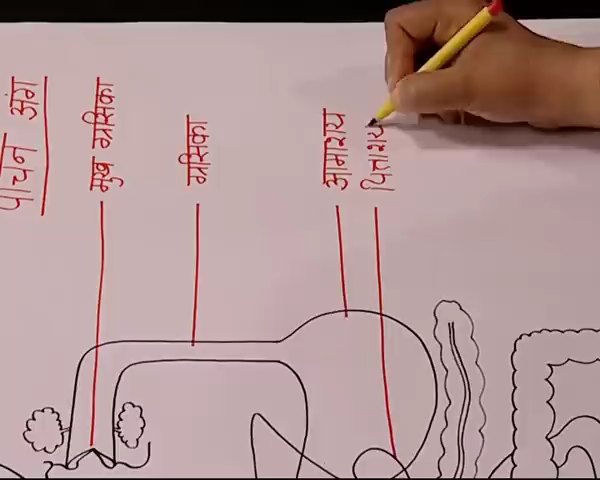 पाचन अंग
मुख ग्रसिका
ग्रसिका
आमाशय
पित्ताशय